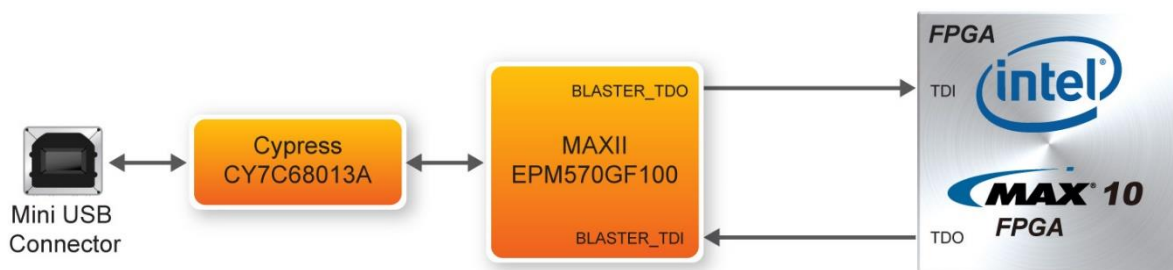 Mini USB
Connector
Cypress
CY7C68013A
BLASTER_TDO
MAXII
EPM570GF100
BLASTER_TDI
FPGA
TDI
intel®
MAX® 10
FPGA
TDO